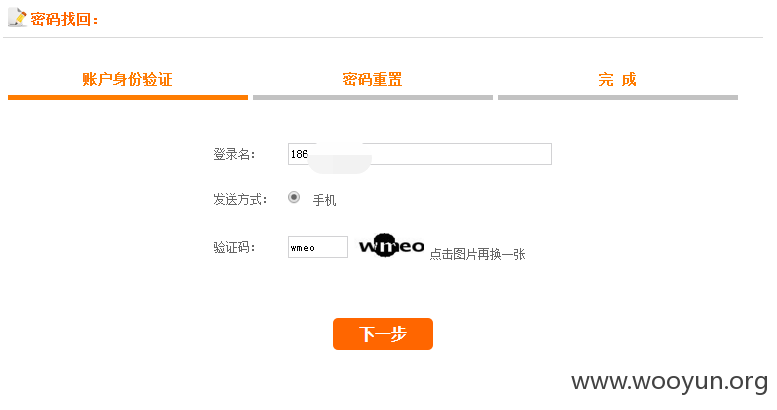 密码找回：
账户身份验证 密码重置 完 成
登录名： 186
发送方式： 手机
验证码： wmeo wmeo 点击图片再换一张
下一步
www.wooyun.org